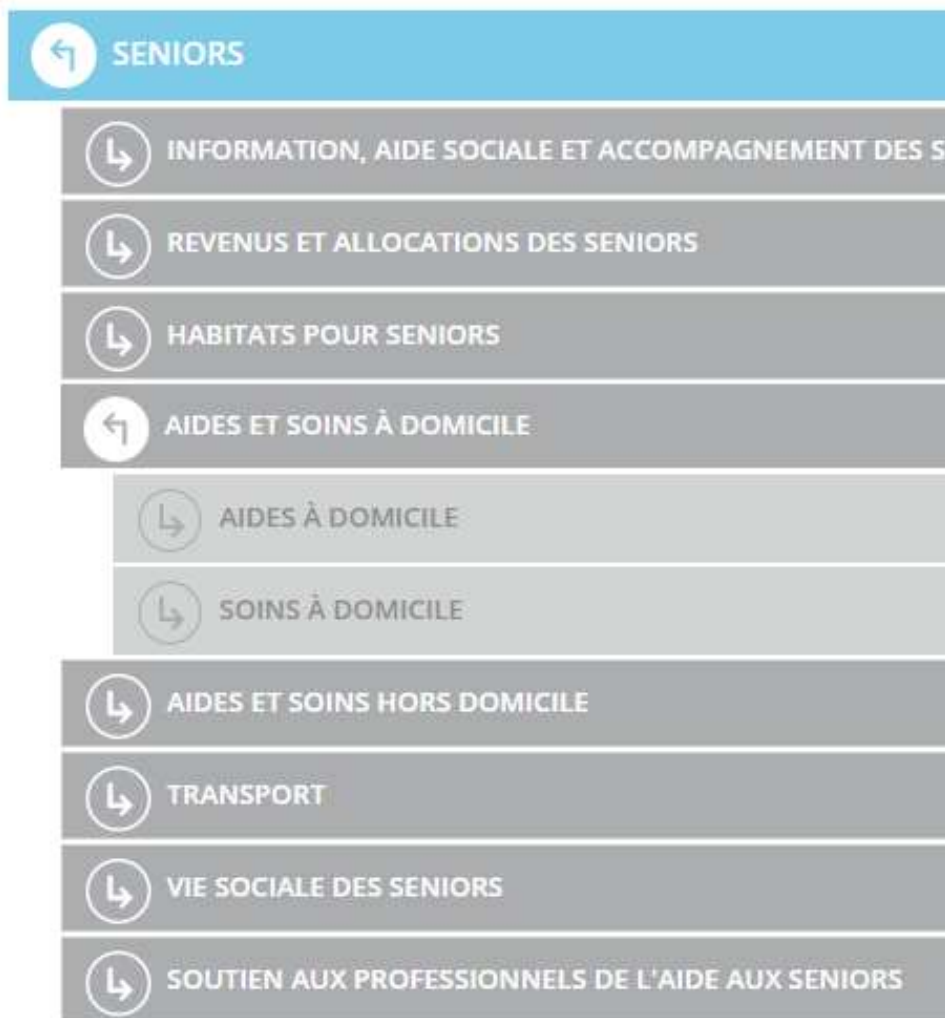 SENIORS
INFORMATION, AIDE SOCIALE ET ACCOMPAGNEMENT DES
REVENUS ET ALLOCATIONS DES SENIORS
HABITATS POUR SENIORS
AIDES ET SOINS À DOMICILE
AIDES À DOMICILE
SOINS À DOMICILE
AIDES ET SOINS HORS DOMICILE
TRANSPORT
VIE SOCIALE DES SENIORS
SOUTIEN AUX PROFESSIONNELS DE L'AIDE AUX SENIORS